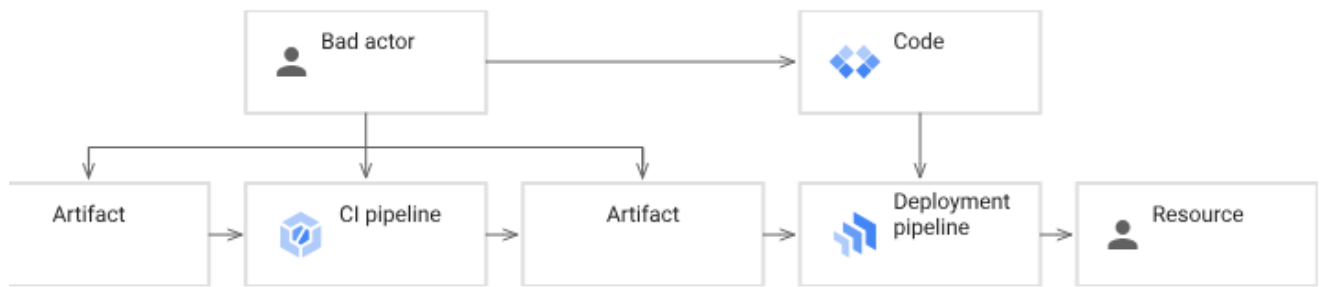 Bad actor
Code
Artifact
CI pipeline
Artifact
Deployment
pipeline
Resource